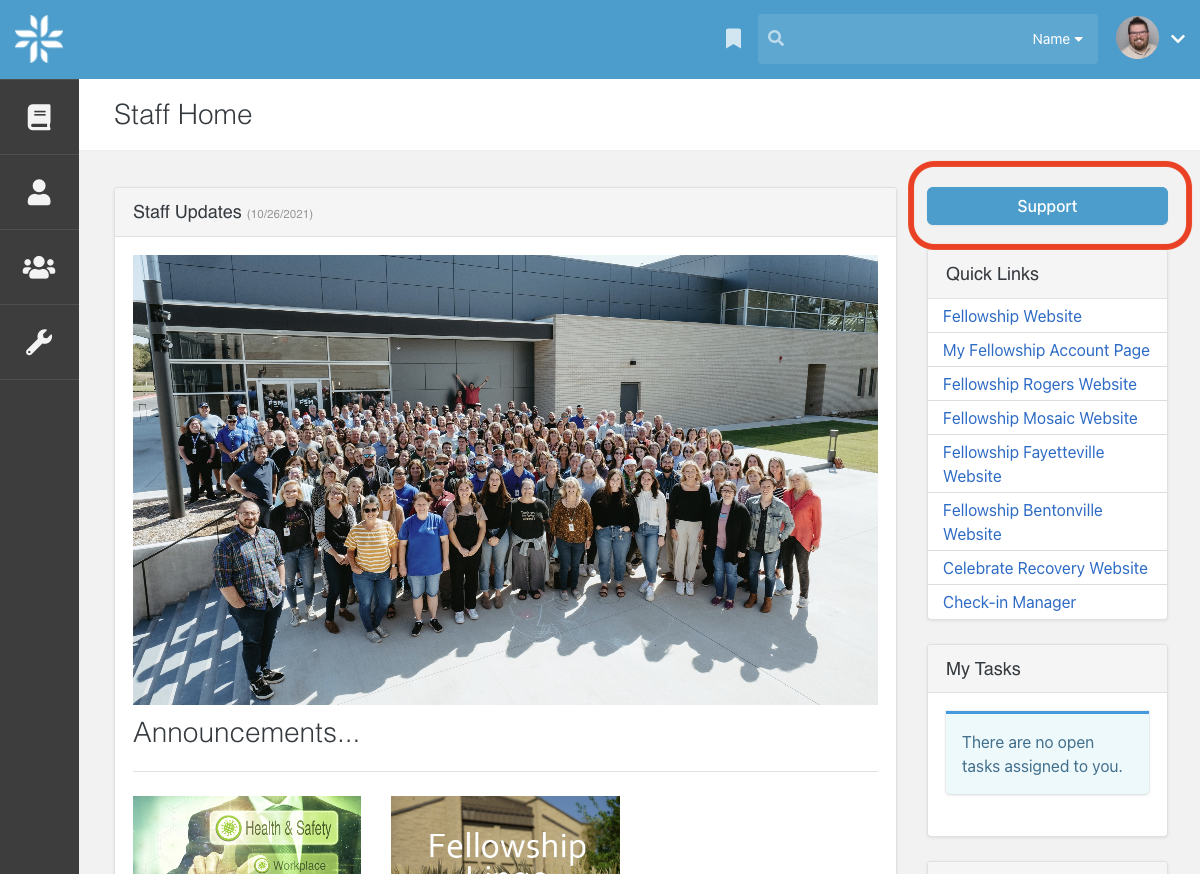 Name
Staff Home
Staff Updates (10/26/2021)
FSM FSM
Announcements...
Health & Safety
Workplace
Fellowship
Support
Quick Links
Fellowship Website
My Fellowship Account Page
Fellowship Rogers Website
Fellowship Mosaic Website
Fellowship Fayetteville
Website
Fellowship Bentonville
Website
Celebrate Recovery Website
Check-in Manager
My Tasks
There are no open
tasks assigned to you.